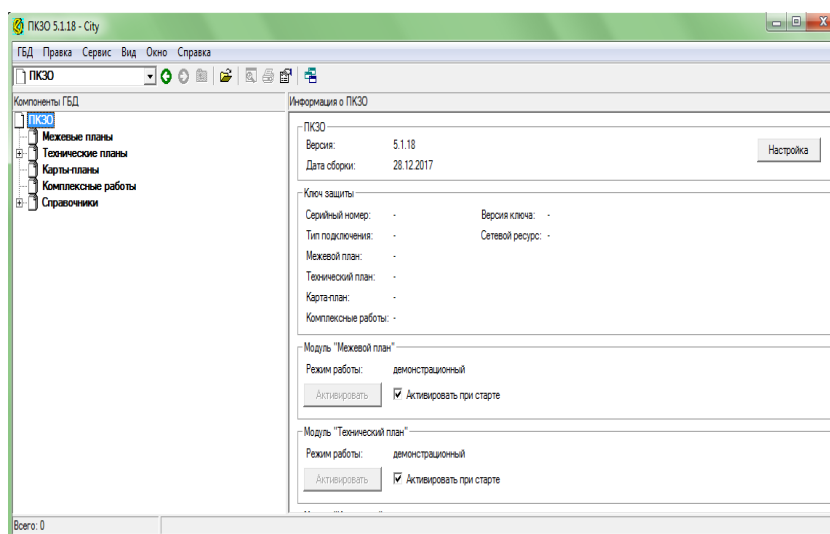 ПКЗО 5.1.18 - City
ГБД Правка Сервис Вид Окно Справка
ПКЗО
Компоненты ГБД
Информация о ПКЗО
ПКЗО
Межевые планы
Технические планы
Карты-планы
Комплексные работы
Справочники
ПКЗО
Версия: 5.1.18
Дата сборки: 28.12.2017
Настройка
Ключ защиты
Серийный номер: - Версия ключа: -
Тип подключения: - Сетевой ресурс: -
Межевой план: -
Технический план: -
Карта-план: -
Комплексные работы: -
Модуль "Межевой план"
Режим работы: демонстрационный
Активировать Активировать при старте
Модуль "Технический план"
Режим работы: демонстрационный
Активировать Активировать при старте
Всего: 0